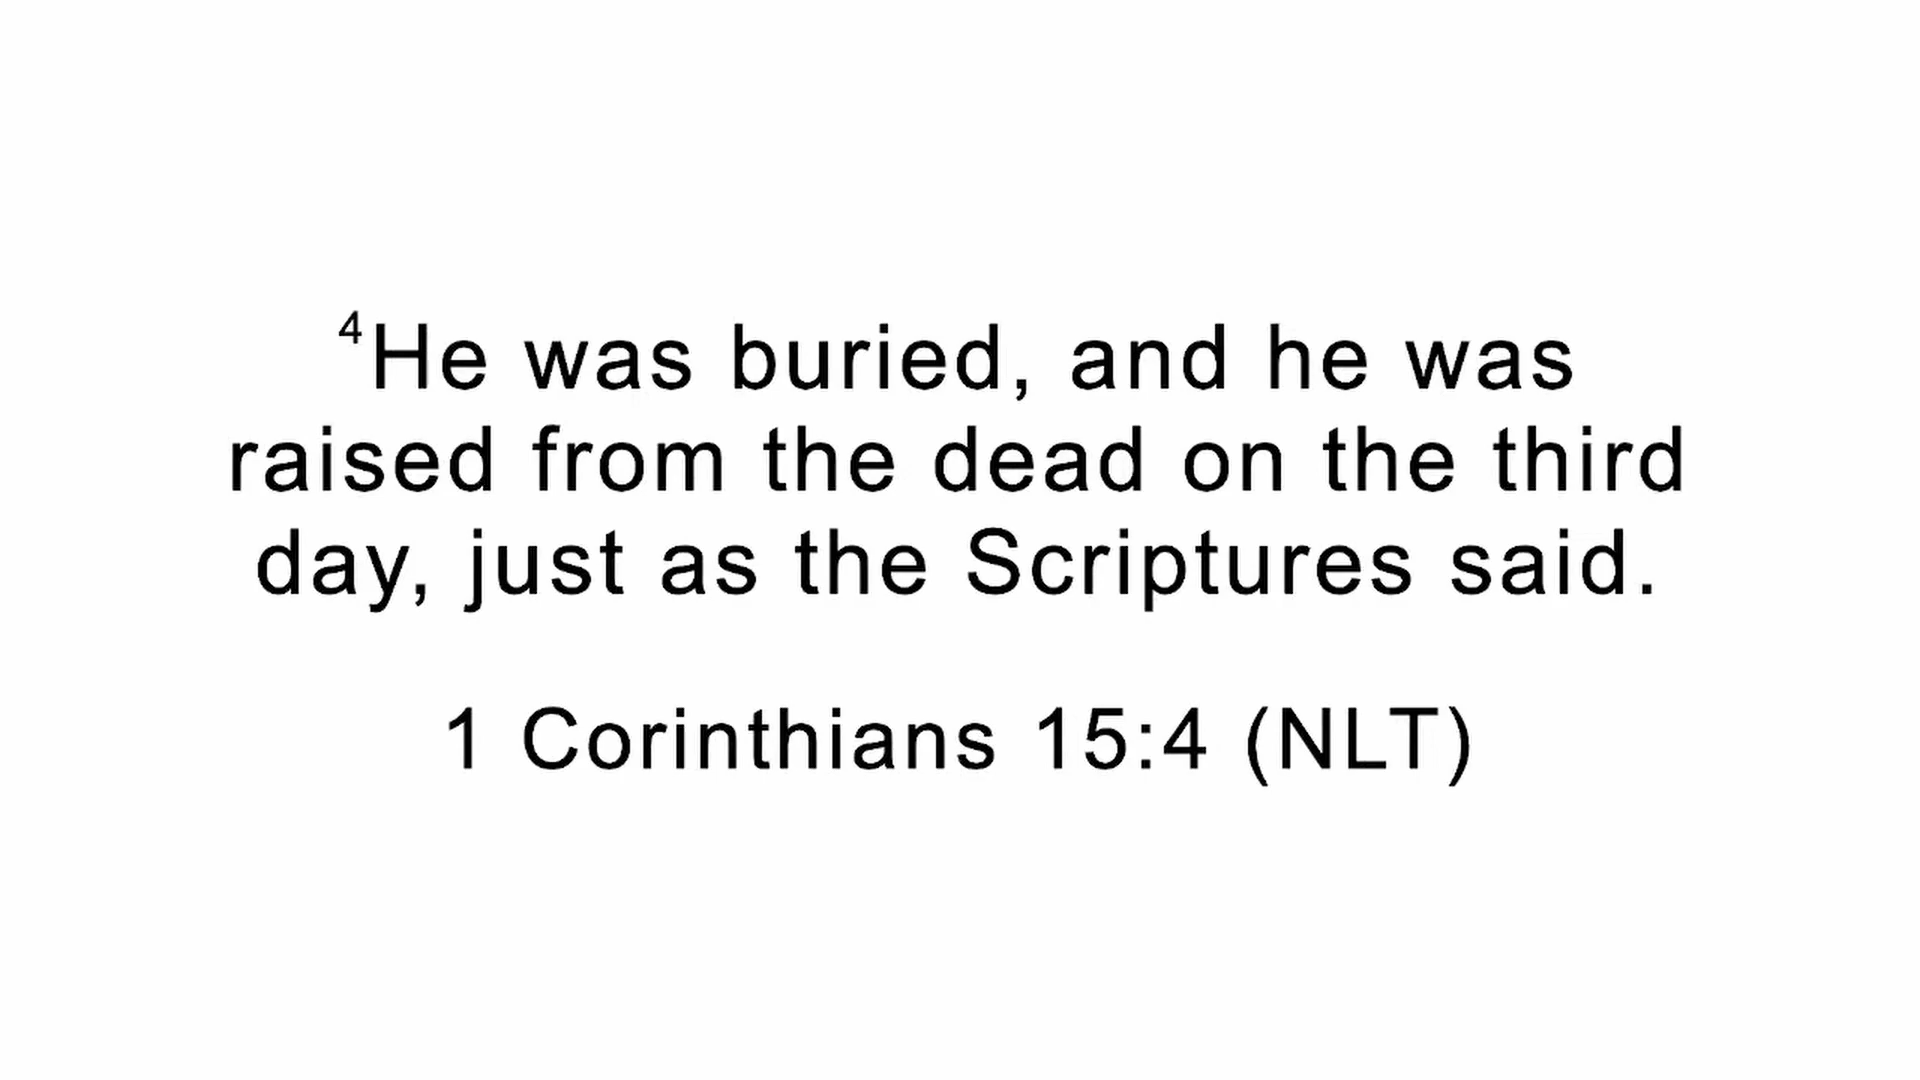 ⁴He was buried, and he was
raised from the dead on the third
day, just as the Scriptures said.
1 Corinthians 15:4 (NLT)